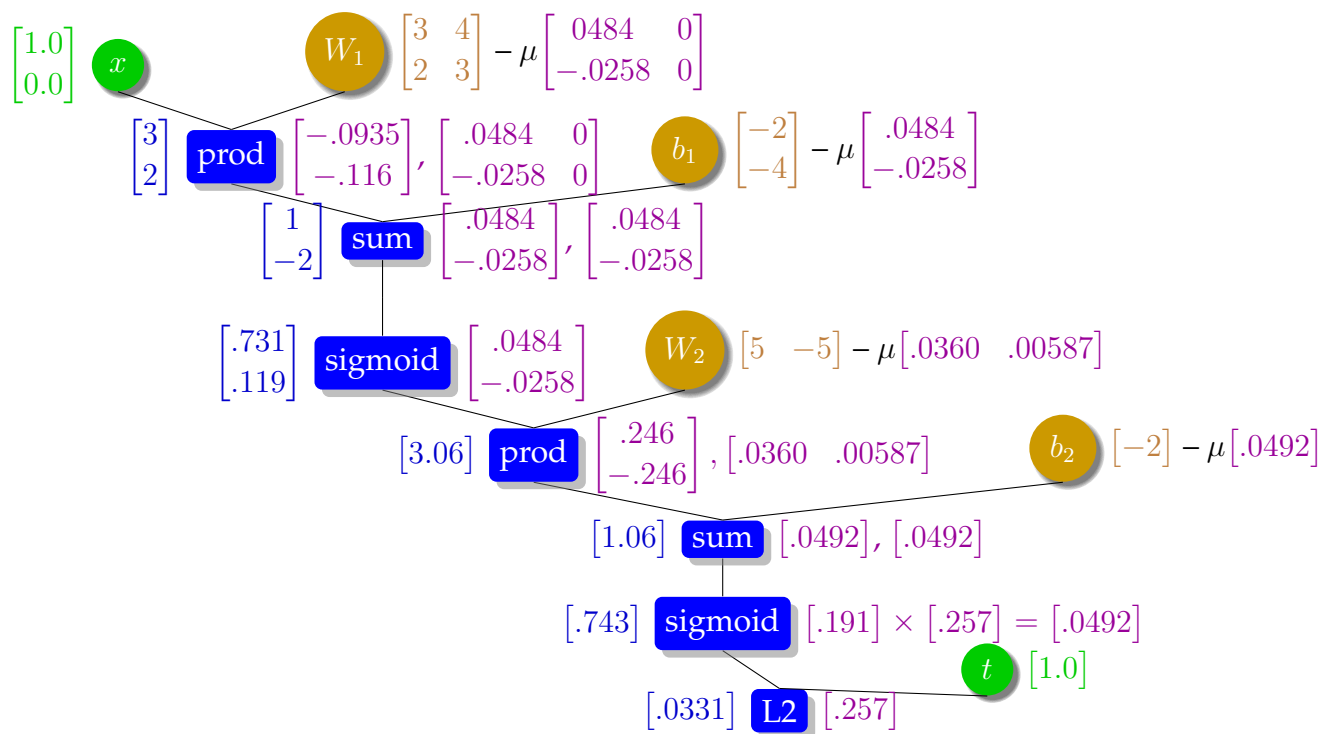 [1.0 0.0] x W₁ [3 4 2 3] − μ [0484 0 −.0258 0]
[3 2] prod [−.0935 −.116], [.0484 0 −.0258 0] b₁ [−2 −4] − μ [.0484 −.0258]
[1 −2] sum [.0484 −.0258], [.0484 −.0258]
[.731 .119] sigmoid [.0484 −.0258] W₂ [5 −5] − μ [.0360 .00587]
[3.06] prod [.246 −.246], [.0360 .00587] b₂ [−2] − μ [.0492]
[1.06] sum [.0492], [.0492]
[.743] sigmoid [.191] × [.257] = [.0492]
t [1.0]
[.0331] L2 [.257]